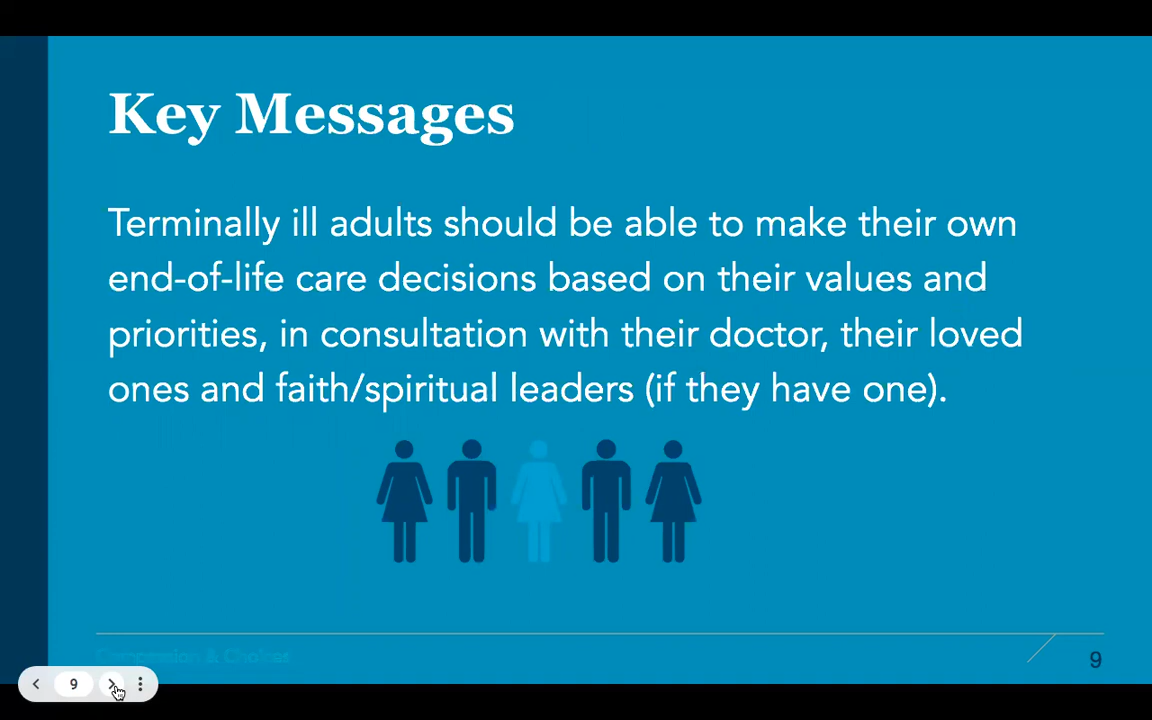 Key Messages
Terminally ill adults should be able to make their own
end-of-life care decisions based on their values and
priorities, in consultation with their doctor, their loved
ones and faith/spiritual leaders (if they have one).
Compassion & Choices
9
9